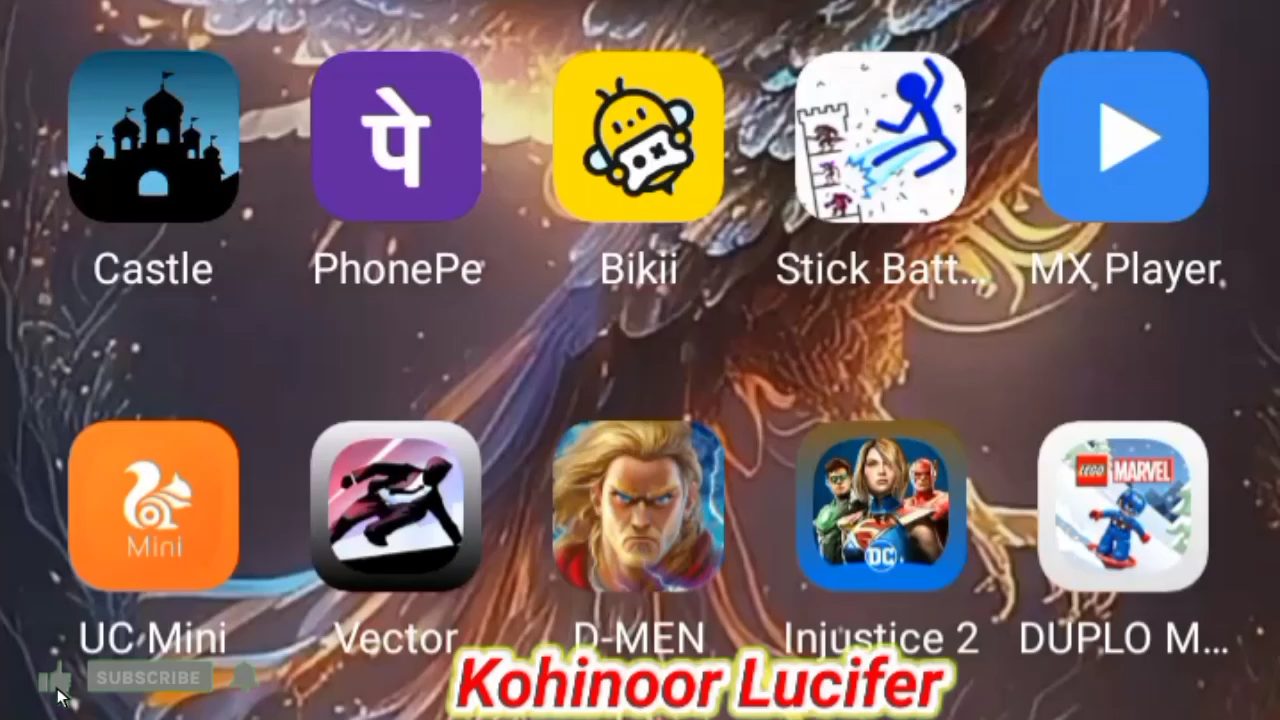 पे
Castle PhonePe Bikii Stick Batt... MX Player
Mini
LEGO MARVEL
DC
UC Mini Vector D-MEN Injustice 2 DUPLO M...
SUBSCRIBE
Kohinoor Lucifer